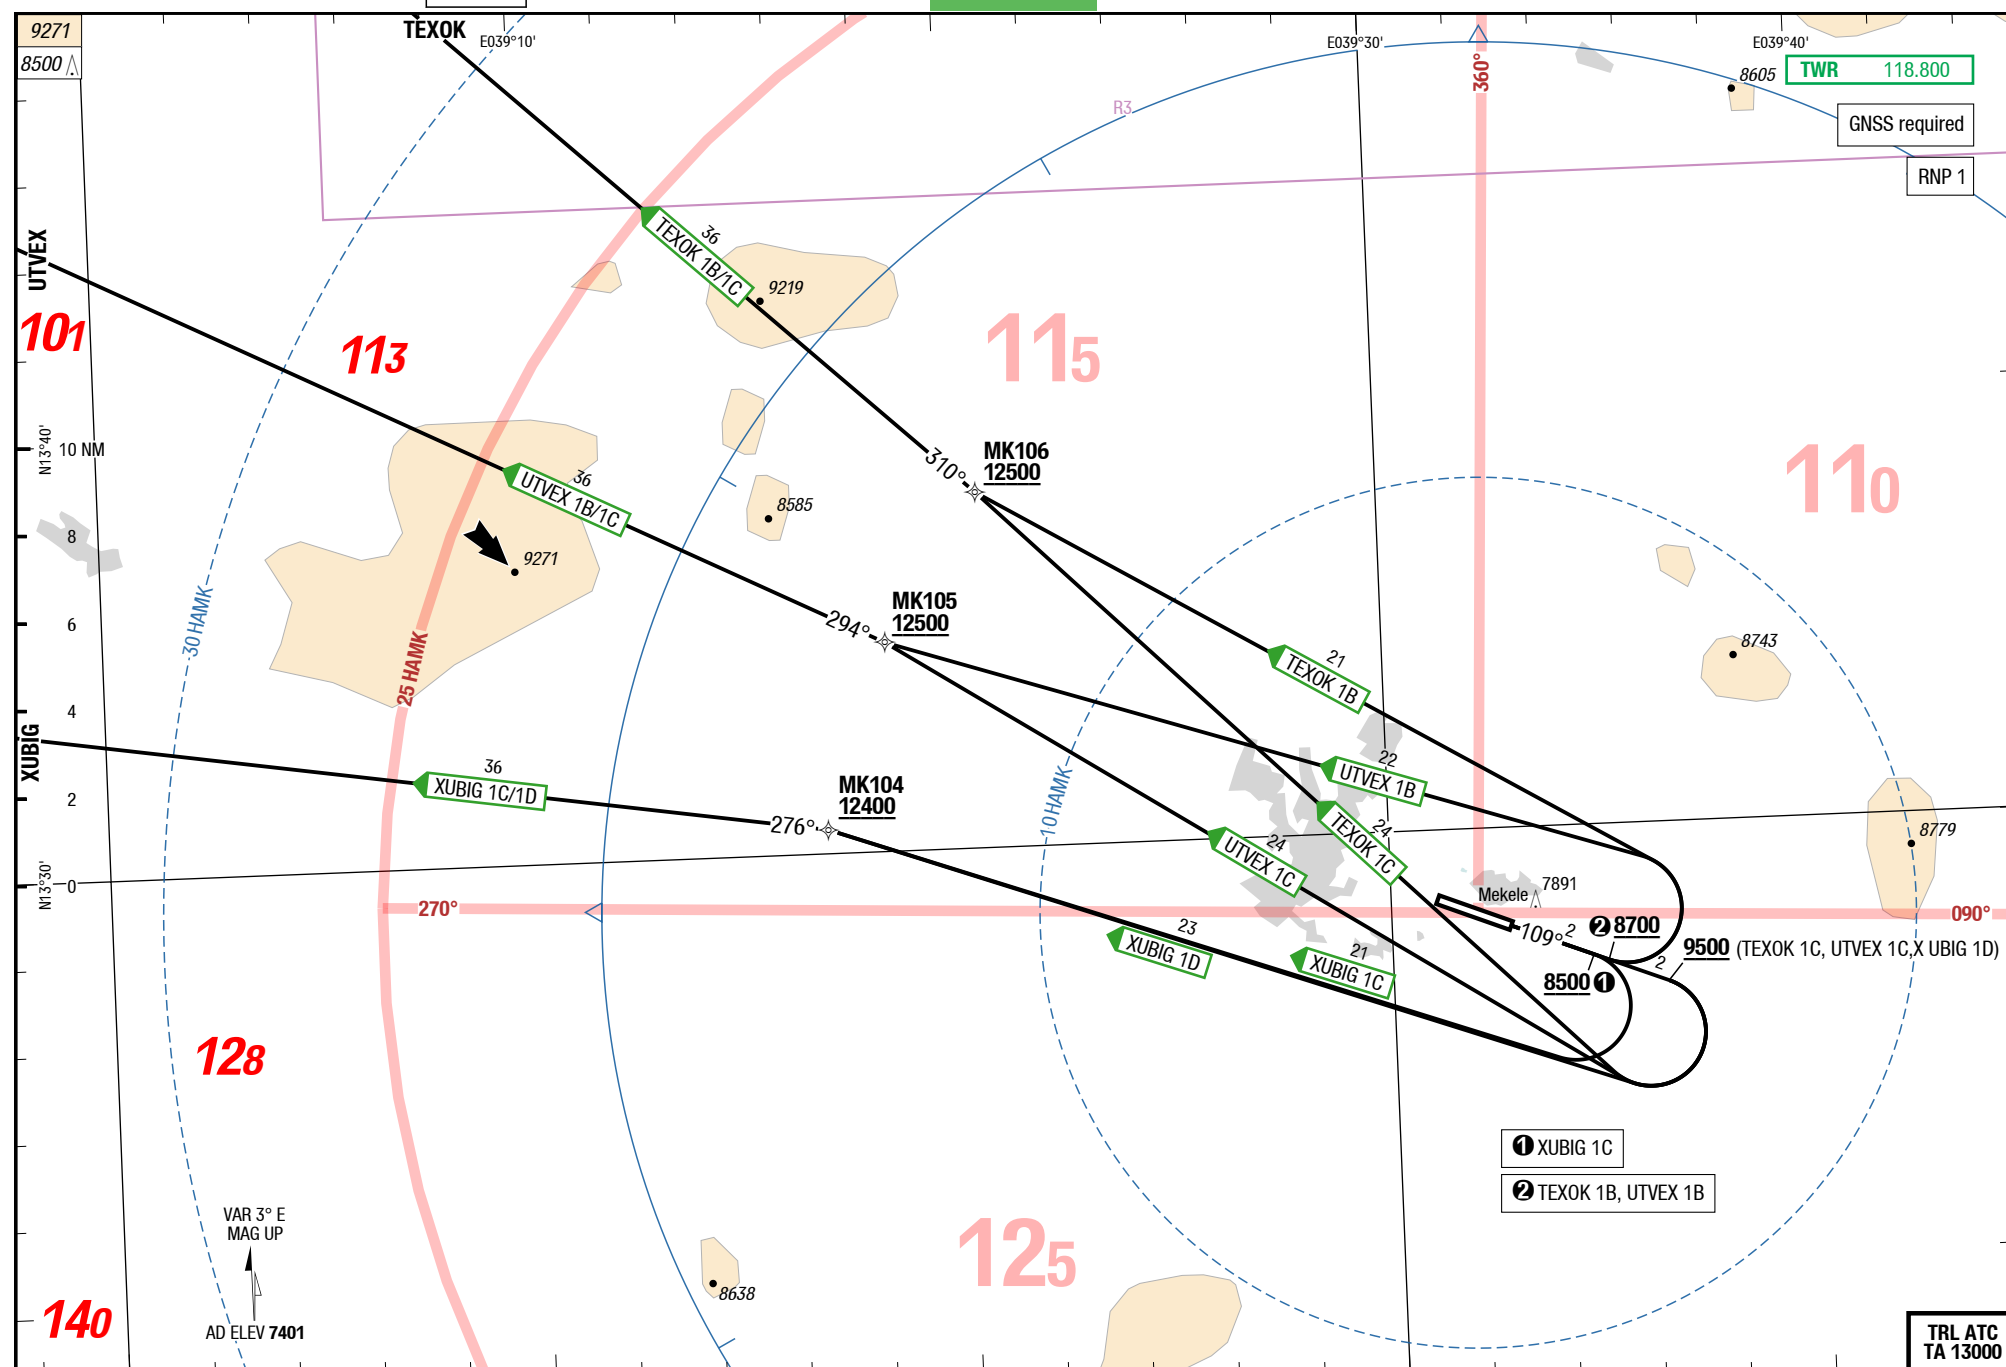 9271
8500
TEXOK
E039°10'
E039°30'
E039°40'
360°
8605
TWR 118.800
R3
GNSS required
RNP 1
UTVEX
36
TEXOK 1B/1C
9219
101
113
115
N13°40'
10 NM
310°
MK106
12500
110
36
UTVEX 1B/1C
8585
8
9271
30 HAMK
MK105
12500
294°
6
8743
25 HAMK
21
TEXOK 1B
4
XUBIG
22
UTVEX 1B
36
XUBIG 1C/1D
2
MK104
12400
276°
10 HAMK
24
TEXOK 1C
24
UTVEX 1C
8779
N13°30'
0
Mekele
7891
270°
090°
23
XUBIG 1D
21
XUBIG 1C
109°
2
❷ 8700
2
9500 (TEXOK 1C, UTVEX 1C,X UBIG 1D)
8500 ❶
128
❶ XUBIG 1C
❷ TEXOK 1B, UTVEX 1B
VAR 3° E
MAG UP
125
8638
140
AD ELEV 7401
TRL ATC
TA 13000